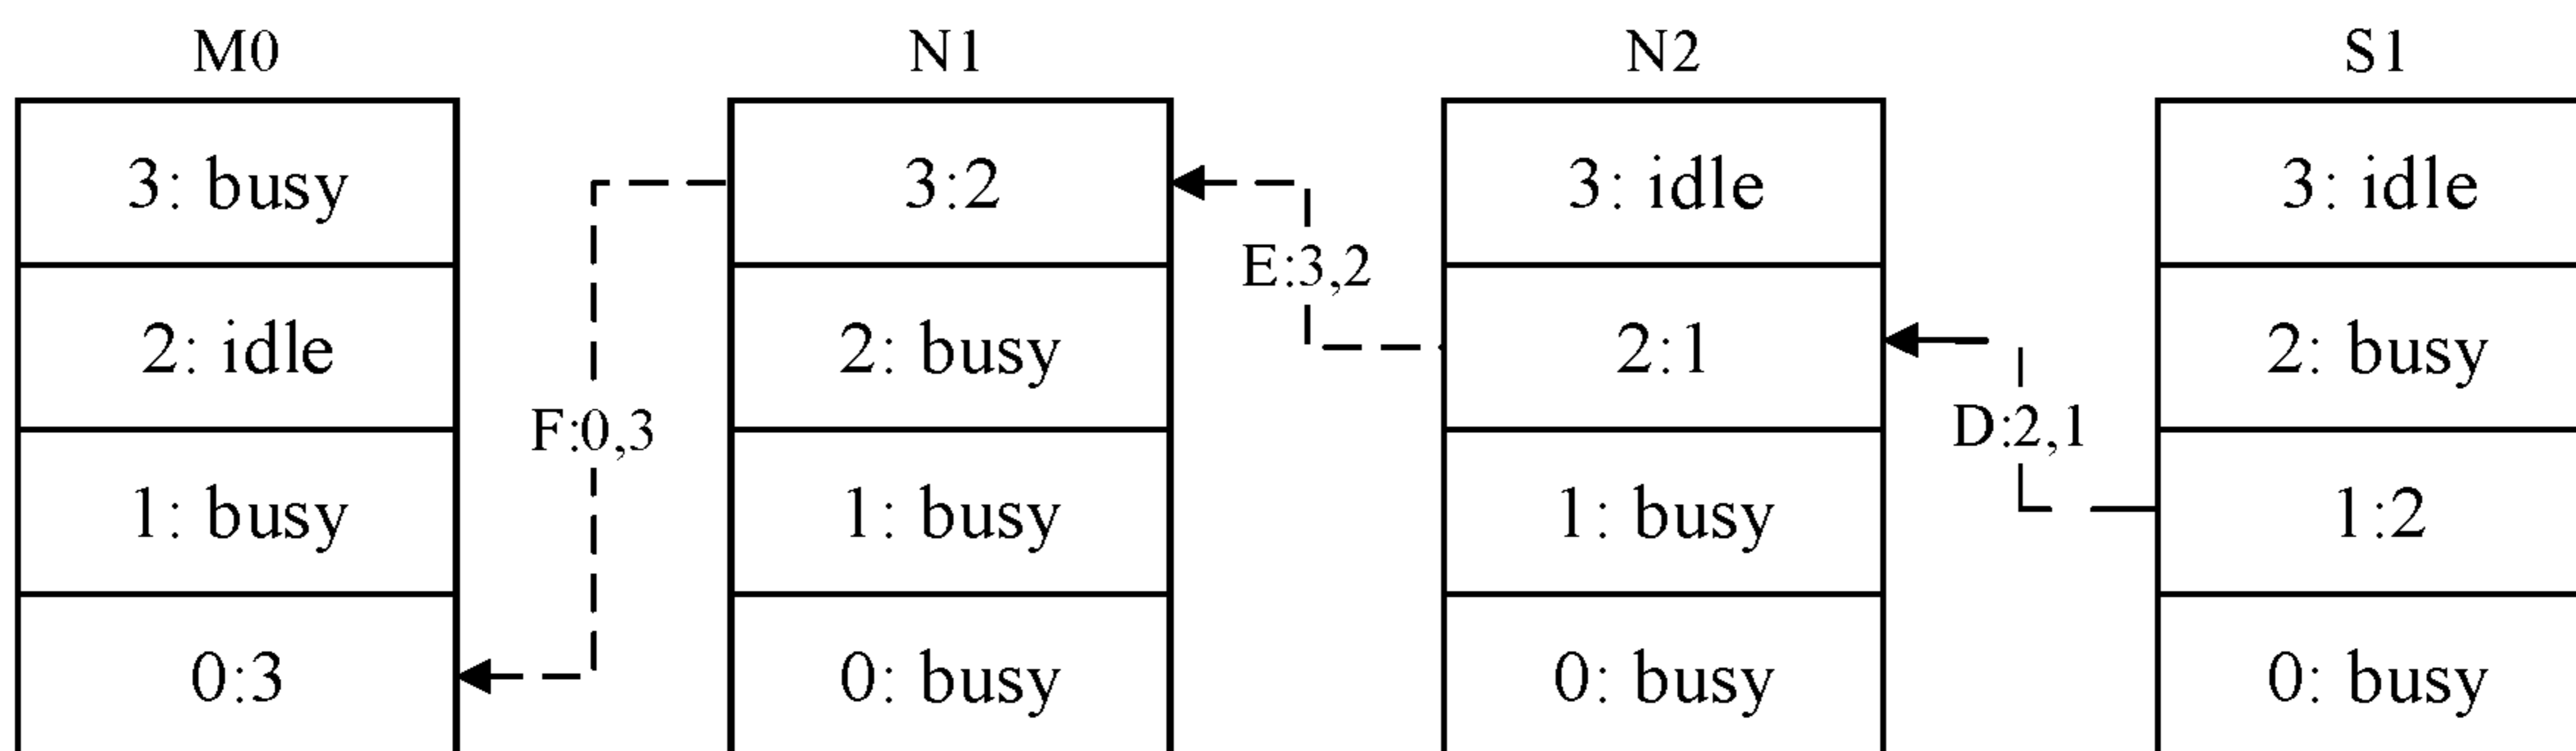 M0 N1 N2 S1
3: busy 3:2 3: idle 3: idle
E:3,2
2: idle 2: busy 2:1 2: busy
F:0,3 D:2,1
1: busy 1: busy 1: busy 1:2
0:3 0: busy 0: busy 0: busy